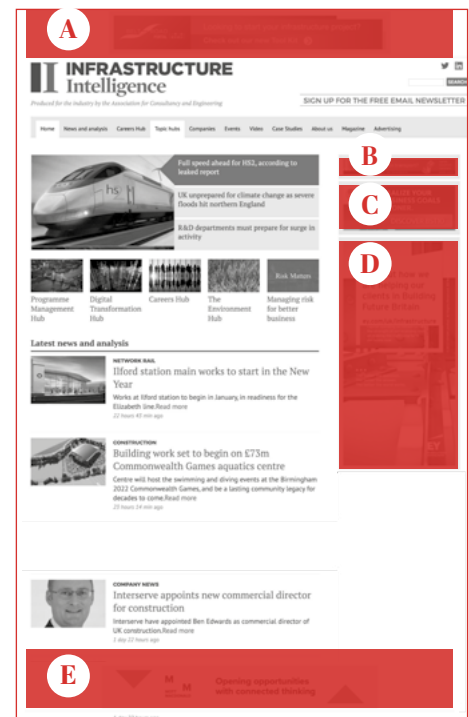 A
INFRASTRUCTURE
Intelligence
Produced for the industry by the Association for Consultancy and Engineering
SEARCH
SIGN UP FOR THE FREE EMAIL NEWSLETTER
Home News and analysis Careers Hub Topic hubs Companies Events Video Case Studies About us Magazine Advertising
Full speed ahead for HS2, according to
leaked report
UK unprepared for climate change as severe
floods hit northern England
R&D departments must prepare for surge in
activity
hs2
B
C
D
Programme
Management
Hub
Digital
Transformation
Hub
Careers Hub
The
Environment
Hub
Risk Matters
Managing risk
for better
business
Latest news and analysis
NETWORK RAIL
Ilford station main works to start in the New
Year
Works at Ilford station to begin in January, in readiness for the
Elizabeth line.Read more
22 hours 43 min ago
CONSTRUCTION
Building work set to begin on £73m
Commonwealth Games aquatics centre
Centre will host the swimming and diving events at the Birmingham
2022 Commonwealth Games, and be a lasting community legacy for
decades to come.Read more
23 hours 14 min ago
COMPANY NEWS
Interserve appoints new commercial director
for construction
Interserve have appointed Ben Edwards as commercial director of
UK construction.Read more
1 day 22 hours ago
E
Opening opportunities
with connected thinking